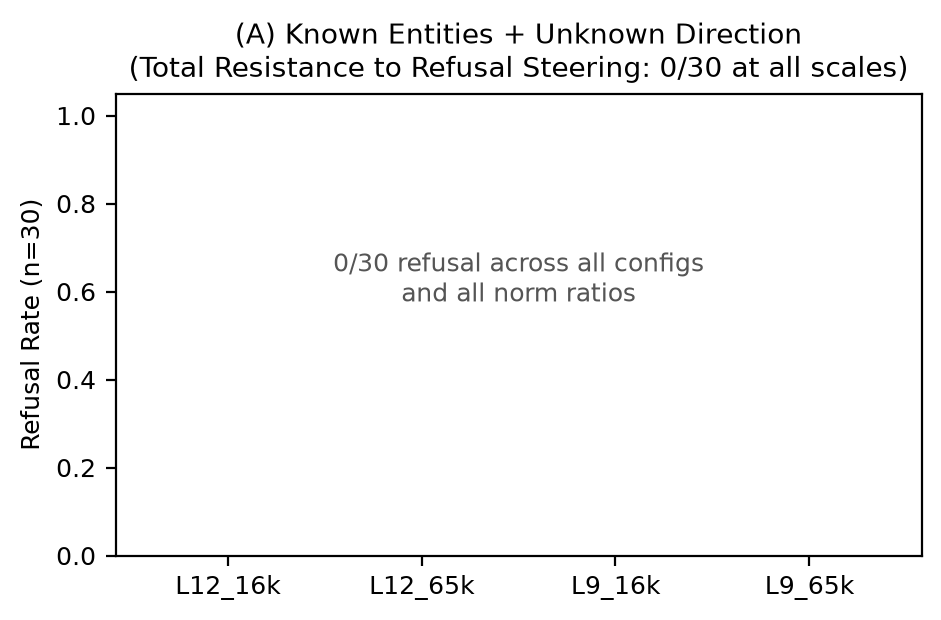 (A) Known Entities + Unknown Direction
(Total Resistance to Refusal Steering: 0/30 at all scales)
Refusal Rate (n=30)
1.0
0.8
0.6
0.4
0.2
0.0
0/30 refusal across all configs
and all norm ratios
L12_16k
L12_65k
L9_16k
L9_65k